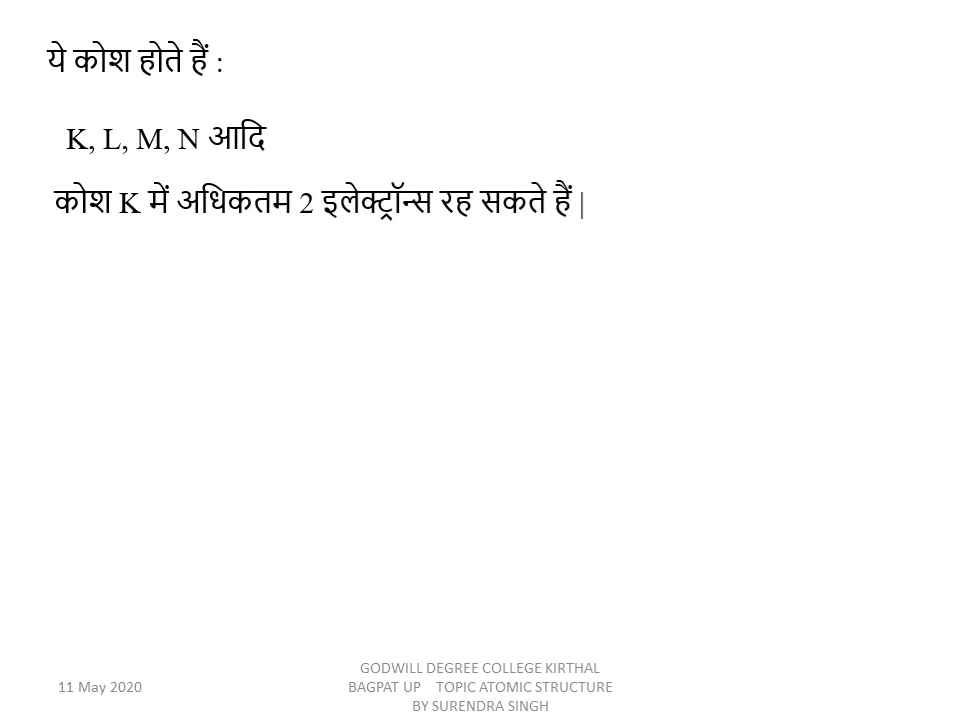 ये कोश होते हैं :
K, L, M, N आदि
कोश K में अधिकतम 2 इलेक्ट्रॉन्स रह सकते हैं |
11 May 2020
GODWILL DEGREE COLLEGE KIRTHAL
BAGPAT UP TOPIC ATOMIC STRUCTURE
BY SURENDRA SINGH